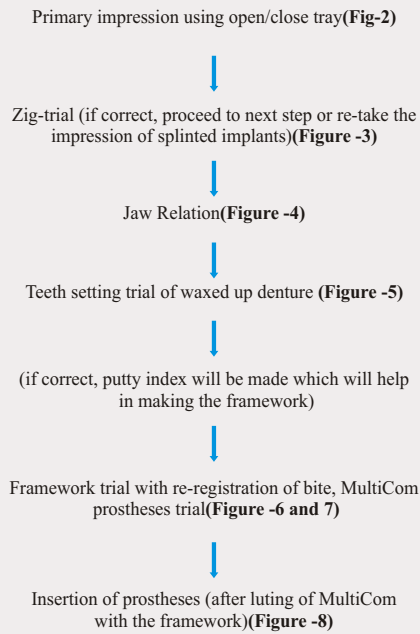 Primary impression using open/close tray(Fig-2)
Zig-trial (if correct, proceed to next step or re-take the
impression of splinted implants)(Figure -3)
Jaw Relation(Figure -4)
Teeth setting trial of waxed up denture (Figure -5)
(if correct, putty index will be made which will help
in making the framework)
Framework trial with re-registration of bite, MultiCom
prostheses trial(Figure -6 and 7)
Insertion of prostheses (after luting of MultiCom
with the framework)(Figure -8)